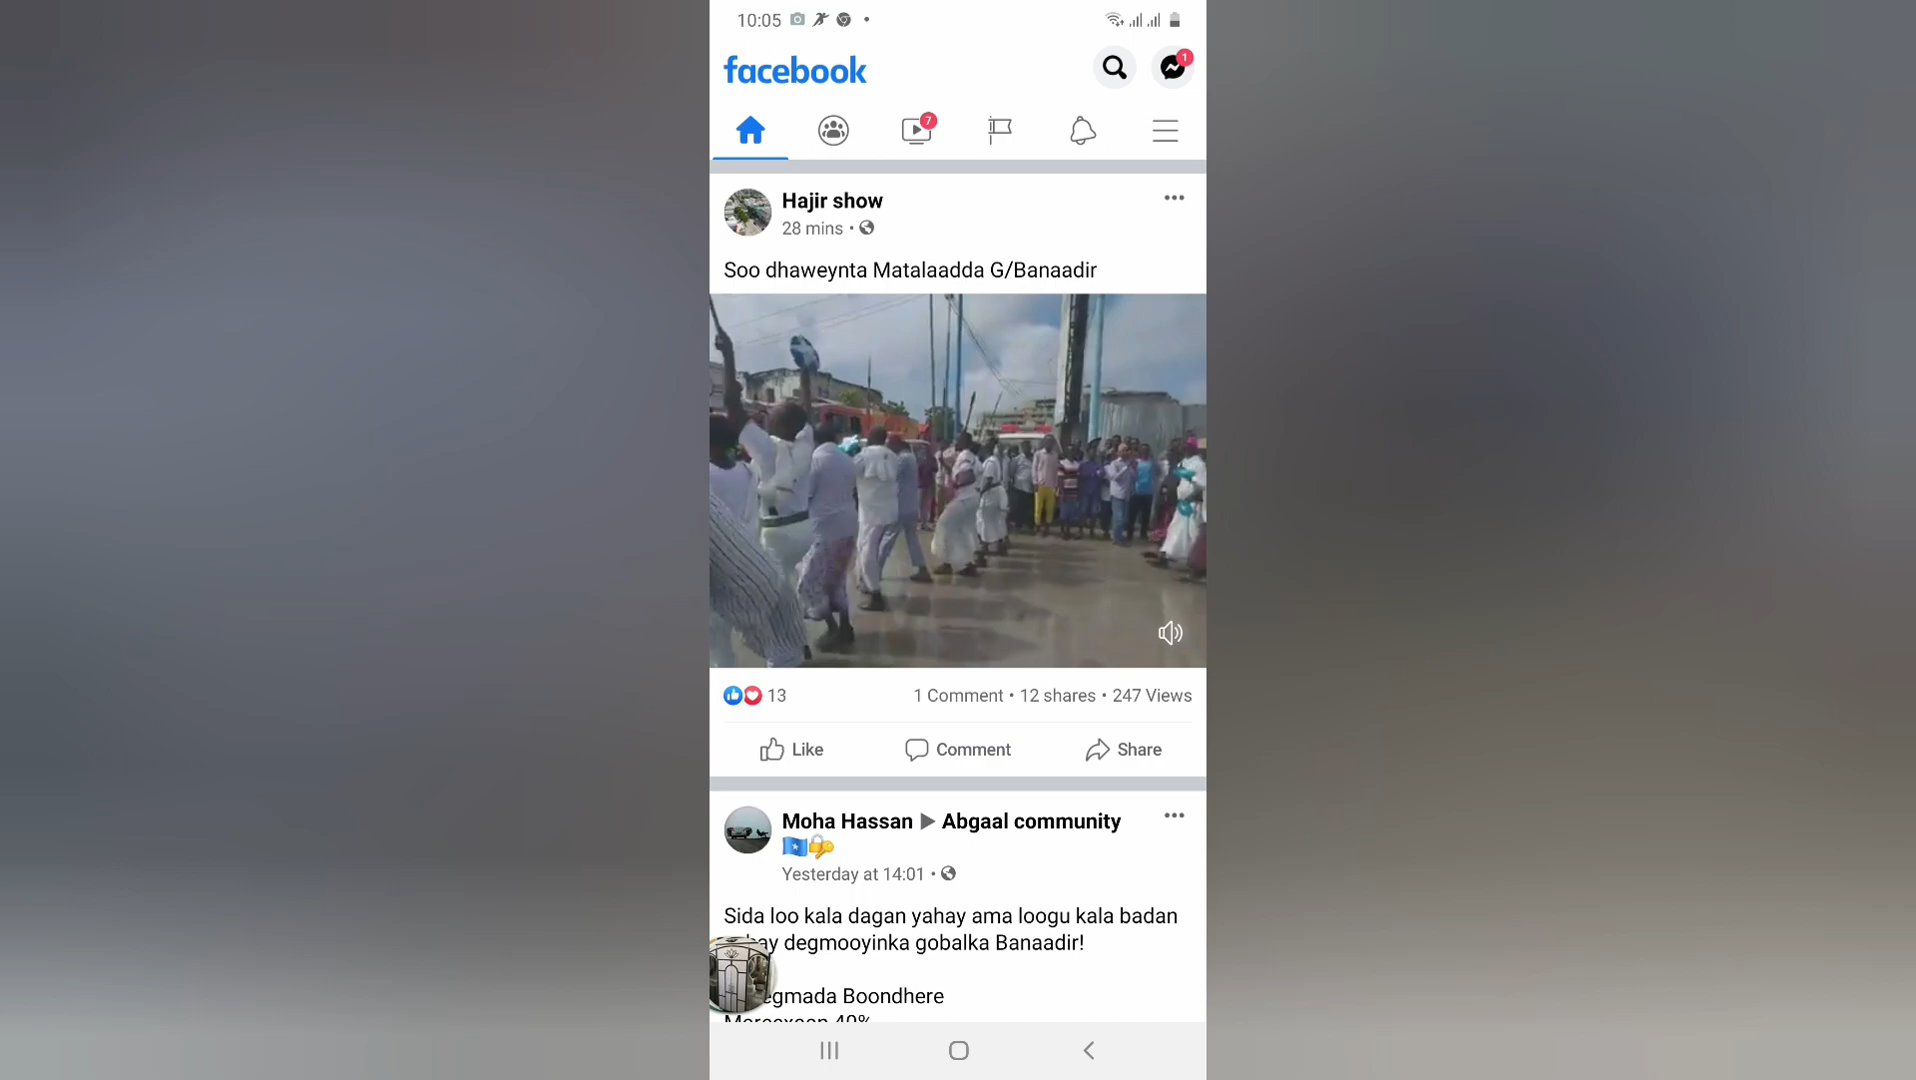 10:05
facebook
1
7
Hajir show
28 mins •
Soo dhaweynta Matalaadda G/Banaadir
13
1 Comment • 12 shares • 247 Views
Like
Comment
Share
Moha Hassan ▶ Abgaal community
Yesterday at 14:01 •
Sida loo kala dagan yahay ama loogu kala badan
degmooyinka gobalka Banaadir!
Boondhere
40%